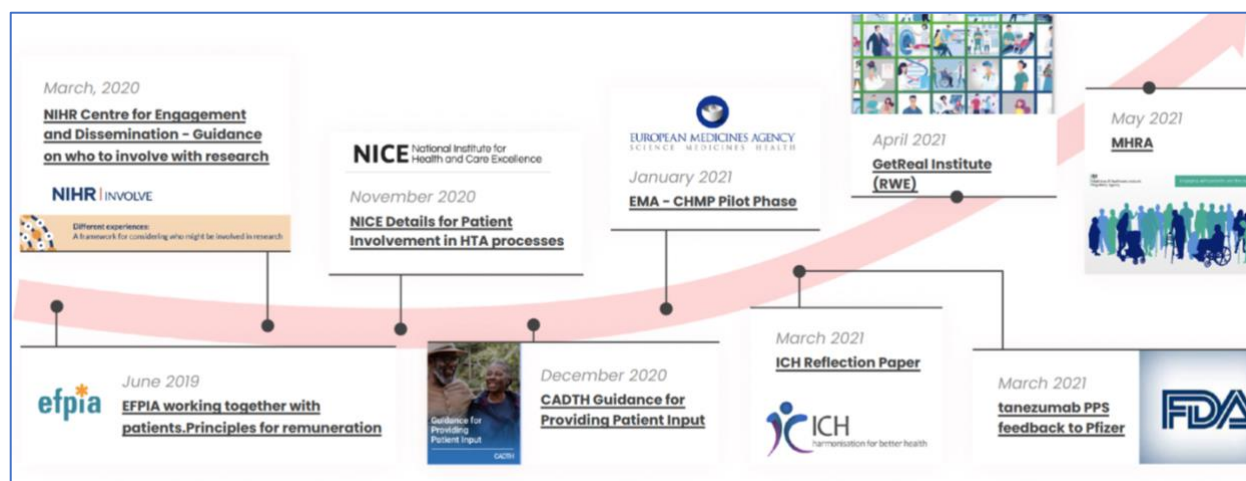 March, 2020
NIHR Centre for Engagement
and Dissemination - Guidance
on who to involve with research
NIHR | INVOLVE
Different experiences:
A framework for considering who might be involved in research
NICE National Institute for
Health and Care Excellence
November 2020
NICE Details for Patient
Involvement in HTA processes
EUROPEAN MEDICINES AGENCY
SCIENCE MEDICINES HEALTH
January 2021
EMA - CHMP Pilot Phase
April 2021
GetReal Institute
(RWE)
May 2021
MHRA
efpia
June 2019
EFPIA working together with
patients.Principles for remuneration
Guidance for
Providing
Patient Input
CADTH
December 2020
CADTH Guidance for
Providing Patient Input
March 2021
ICH Reflection Paper
ICH
harmonisation for better health
March 2021
tanezumab PPS
feedback to Pfizer
FDA